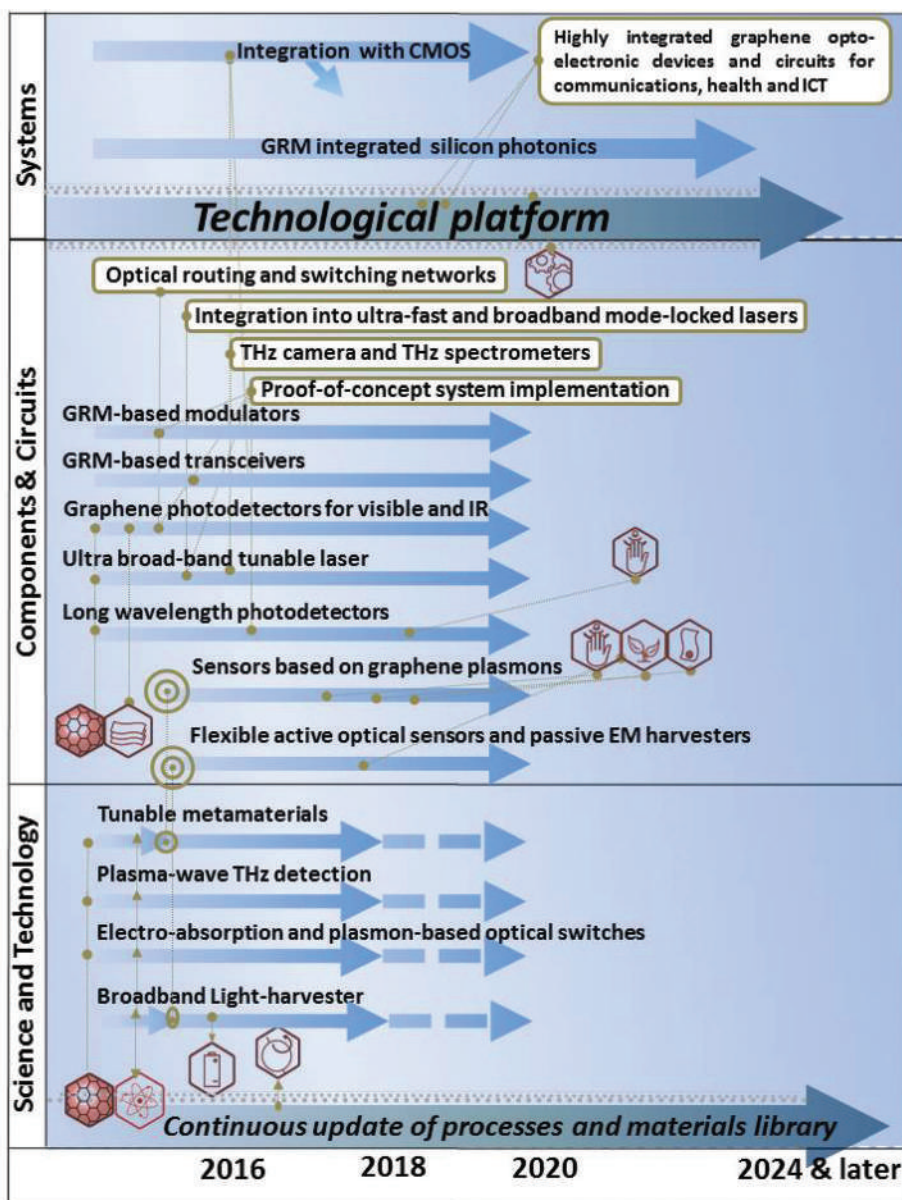 Systems
Integration with CMOS
Highly integrated graphene opto-
electronic devices and circuits for
communications, health and ICT
GRM integrated silicon photonics
Technological platform
Components & Circuits
Optical routing and switching networks
Integration into ultra-fast and broadband mode-locked lasers
THz camera and THz spectrometers
Proof-of-concept system implementation
GRM-based modulators
GRM-based transceivers
Graphene photodetectors for visible and IR
Ultra broad-band tunable laser
Long wavelength photodetectors
Sensors based on graphene plasmons
Flexible active optical sensors and passive EM harvesters
Science and Technology
Tunable metamaterials
Plasma-wave THz detection
Electro-absorption and plasmon-based optical switches
Broadband Light-harvester
Continuous update of processes and materials library
2016 2018 2020 2024 & later